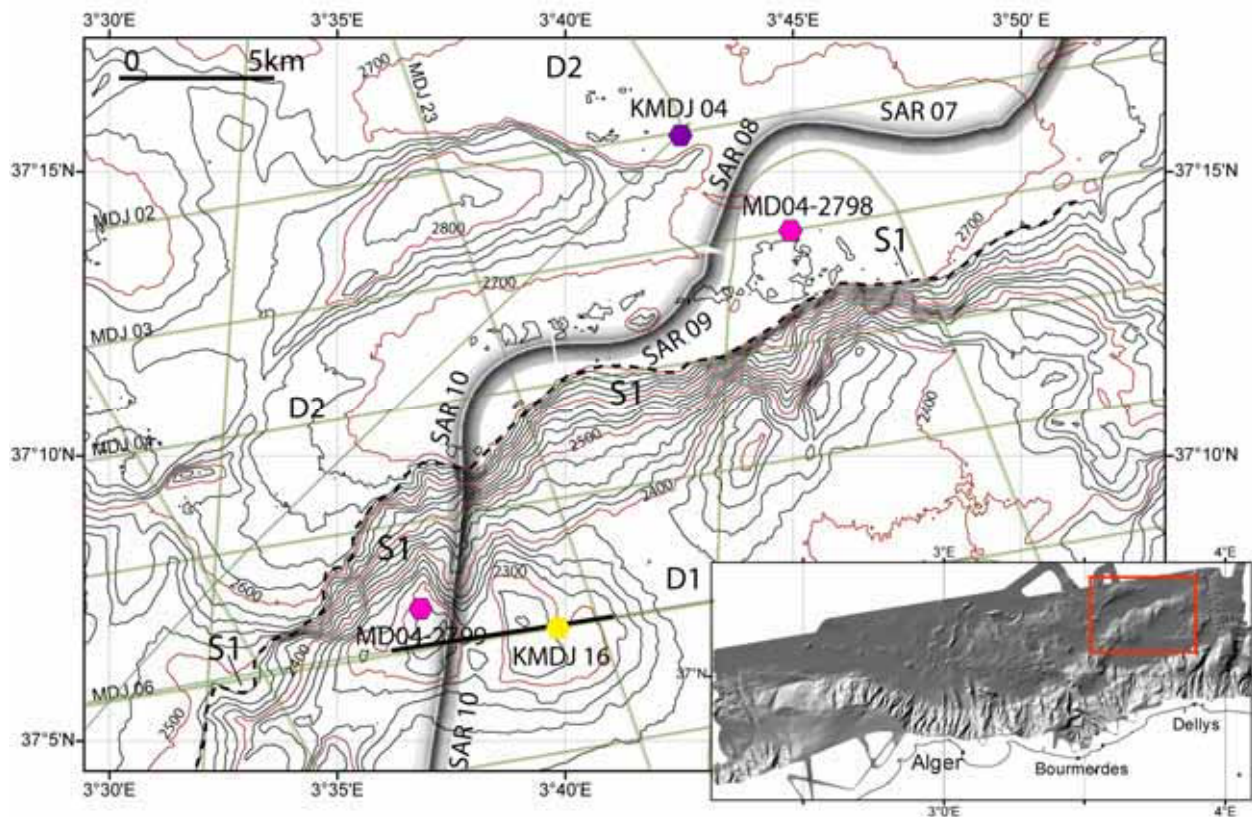 3°30'E 3°35'E 3°40'E 3°45'E 3°50' E
0 5km
2700
MDJ 23
D2
2700
KMDJ 04
SAR 07
SAR 08
37°15'N 37°15'N
MDJ 02
2800
MD04-2798
S1
2700
2700
MDJ 03
SAR 09
S1
SAR 10
D2
2500
2400
MDJ 04
37°10'N 37°10'N
2400
S1
2600
2300
D1
MD04-2799
KMDJ 16
S1
2400
MDJ 06
2500
SAR 10
37°5'N
3°30'E 3°35'E 3°40'E
3°E 4°E
37°N
Dellys
Alger
Bourmerdes
3°0'E 4°E